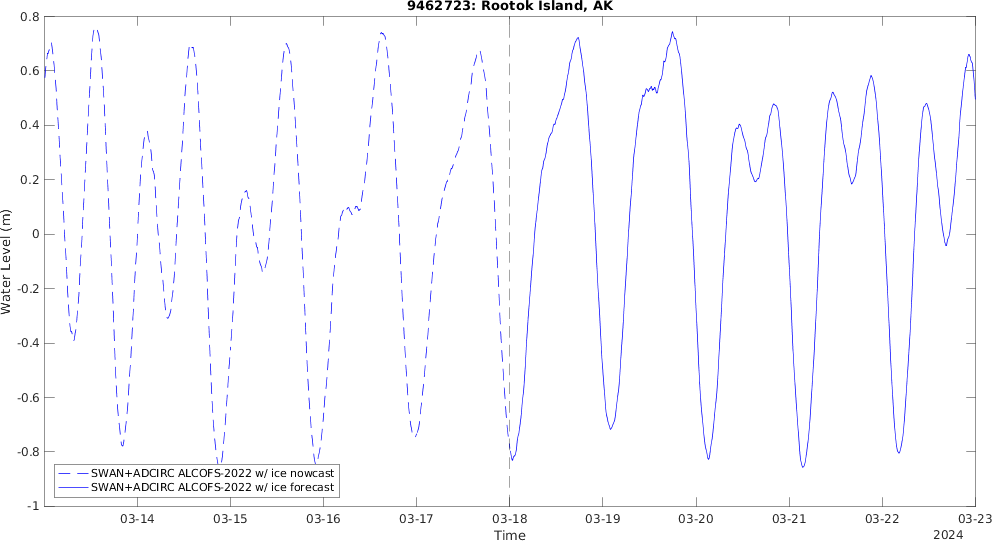 9462723: Rootok Island, AK
0.8
0.6
0.4
0.2
0
-0.2
-0.4
-0.6
-0.8
-1
Water Level (m)
SWAN+ADCIRC ALCOFS-2022 w/ ice nowcast
SWAN+ADCIRC ALCOFS-2022 w/ ice forecast
03-14 03-15 03-16 03-17 03-18 03-19 03-20 03-21 03-22 03-23
Time
2024